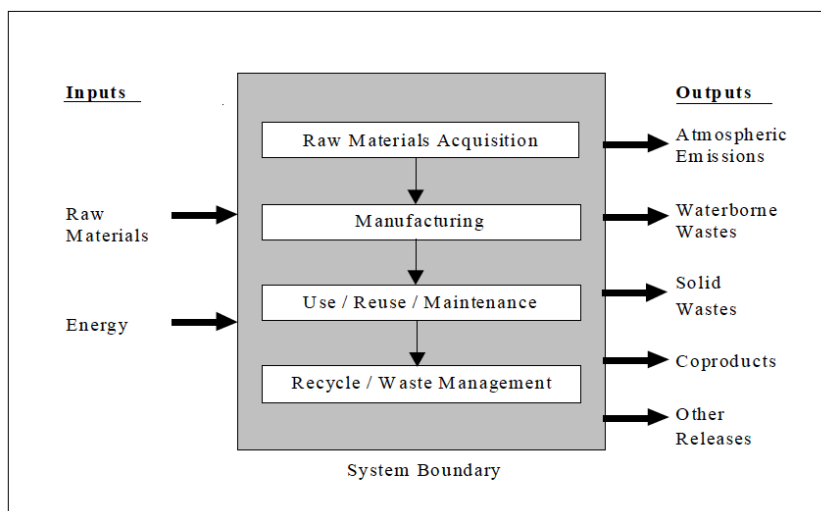 Inputs
Outputs
Raw Materials Acquisition
Atmospheric
Emissions
Raw
Materials
Manufacturing
Waterborne
Wastes
Energy
Use / Reuse / Maintenance
Solid
Wastes
Recycle / Waste Management
Coproducts
Other
Releases
System Boundary